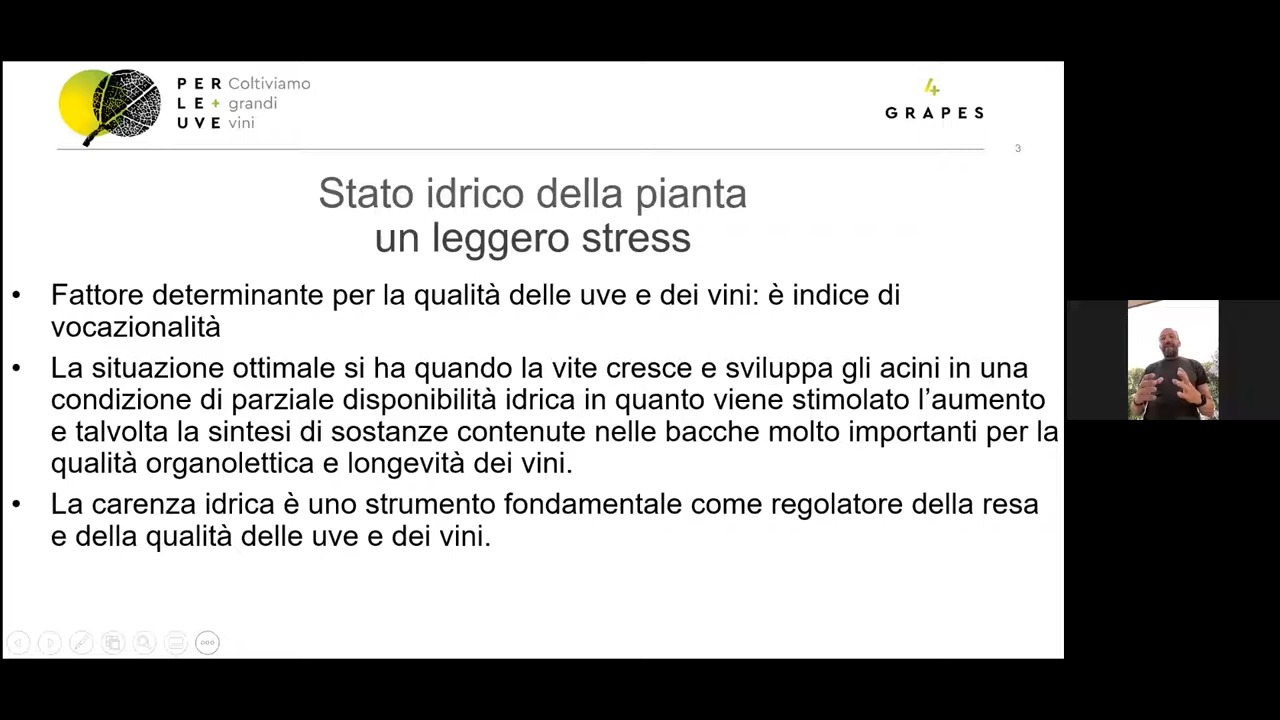 PER Coltiviamo
LE+ grandi
UVE vini
4
GRAPES
3
Stato idrico della pianta
un leggero stress
• Fattore determinante per la qualità delle uve e dei vini: è indice di
vocazionalità
• La situazione ottimale si ha quando la vite cresce e sviluppa gli acini in una
condizione di parziale disponibilità idrica in quanto viene stimolato l’aumento
e talvolta la sintesi di sostanze contenute nelle bacche molto importanti per la
qualità organolettica e longevità dei vini.
• La carenza idrica è uno strumento fondamentale come regolatore della resa
e della qualità delle uve e dei vini.